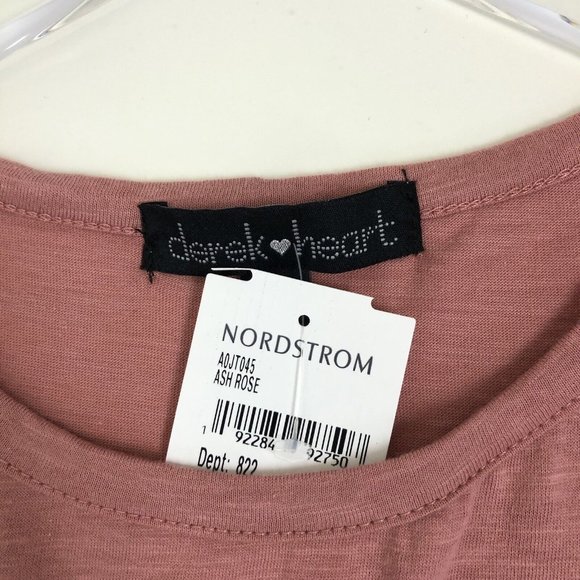 derek heart
NORDSTROM
A0JT045
ASH ROSE
1 92284 92750
Dept: 822